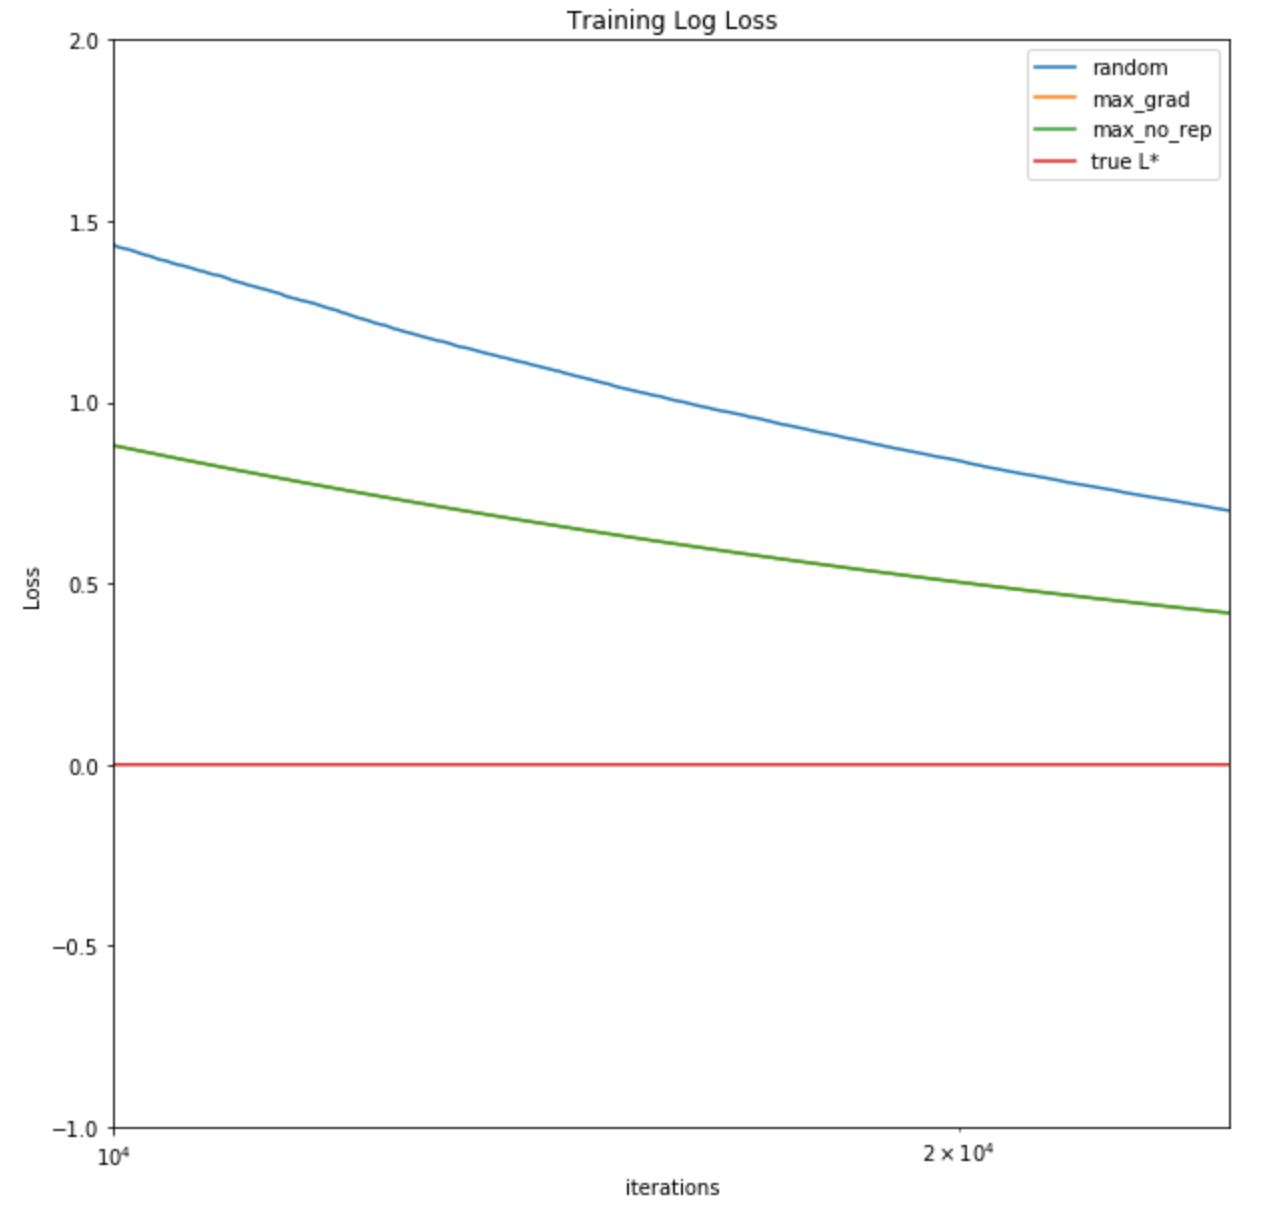 Training Log Loss
2.0
random
max_grad
max_no_rep
true L*
1.5
1.0
0.5
Loss
0.0
−0.5
−1.0
10⁴
2 × 10⁴
iterations